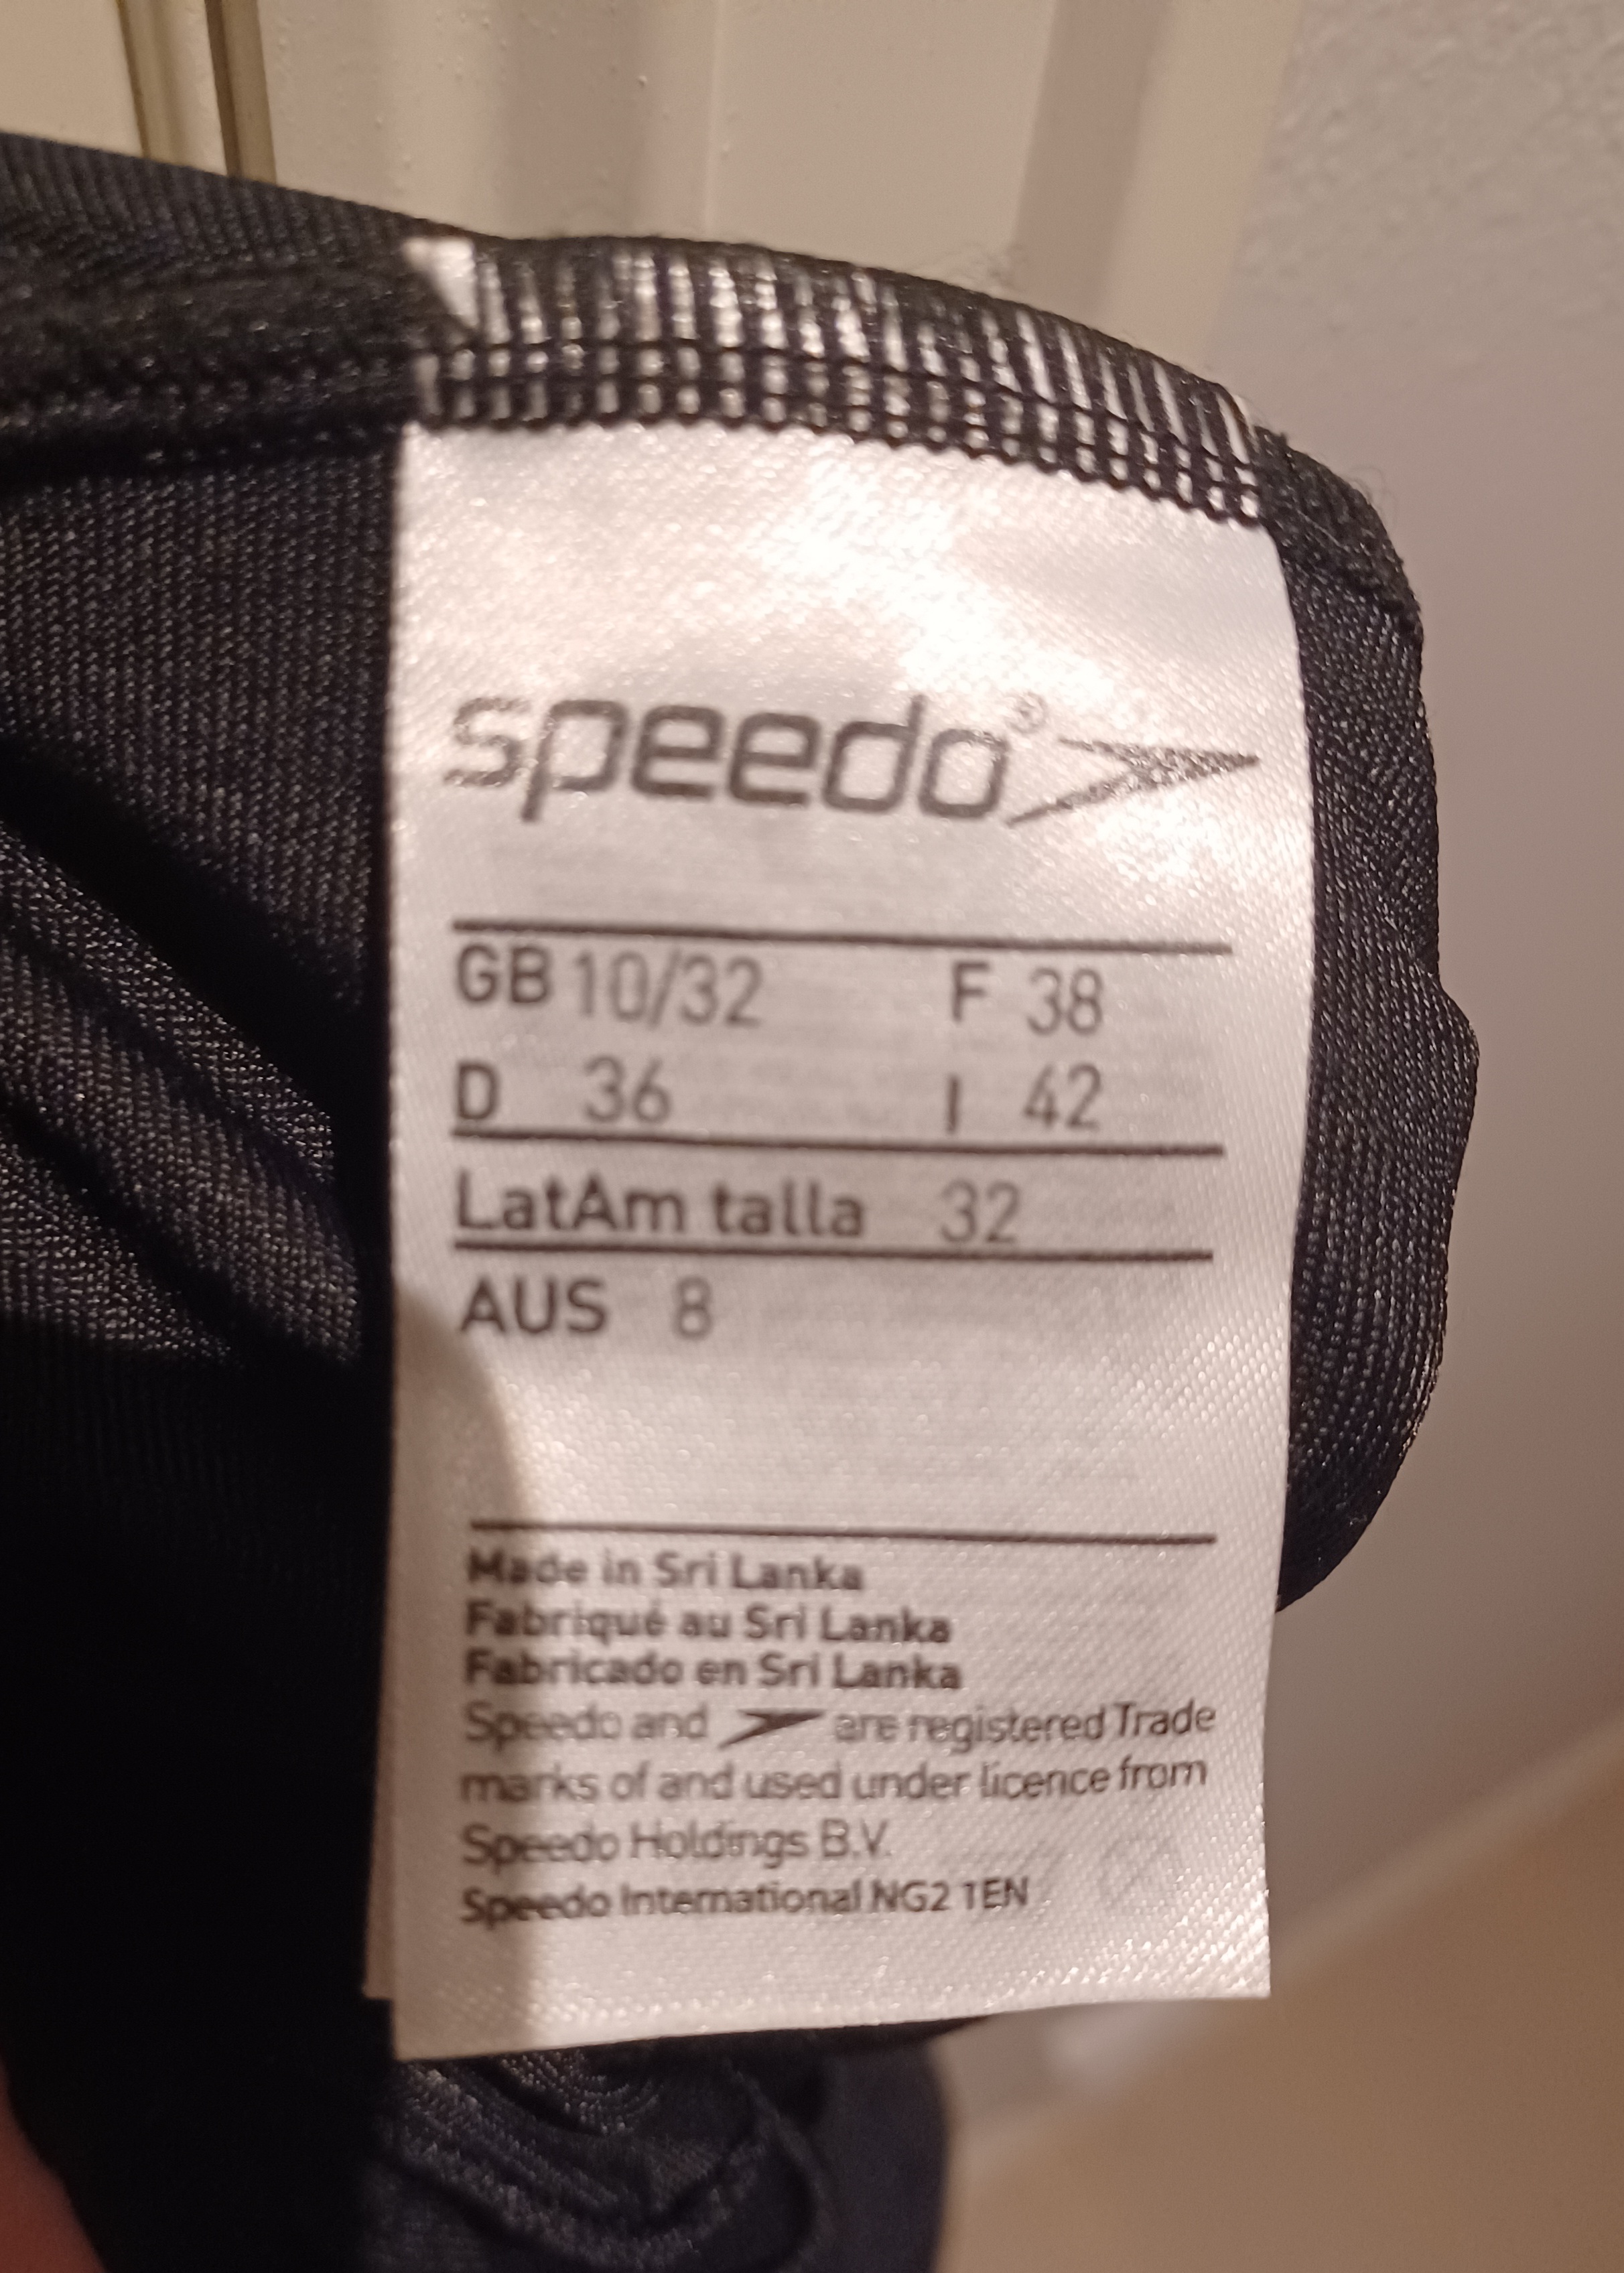 speedo®
GB 10/32 F 38
D 36 I 42
LatAm talla 32
AUS 8
Made in Sri Lanka
Fabriqué au Sri Lanka
Fabricado en Sri Lanka
Speedo and are registered Trade
marks of and used under licence from
Speedo Holdings B.V.
Speedo International NG2 1EN